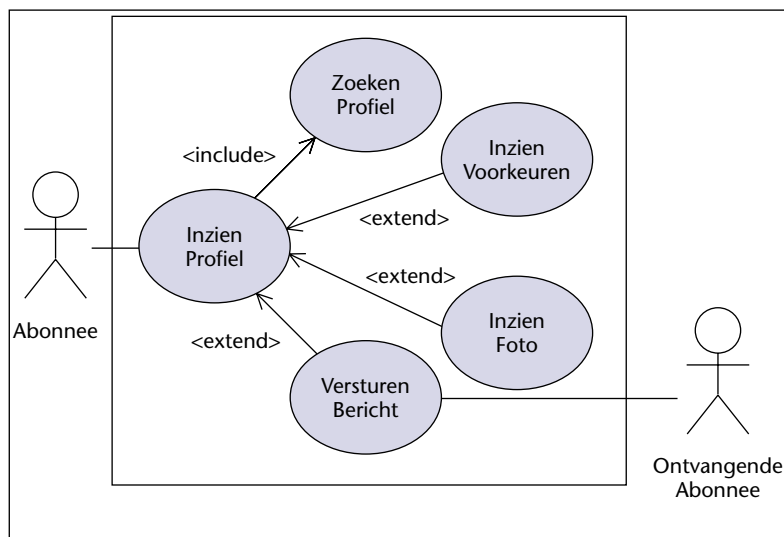 Zoeken
Profiel
<include>
Inzien
Voorkeuren
<extend>
Inzien
Profiel
<extend>
Abonnee
<extend>
Inzien
Foto
Versturen
Bericht
Ontvangende
Abonnee